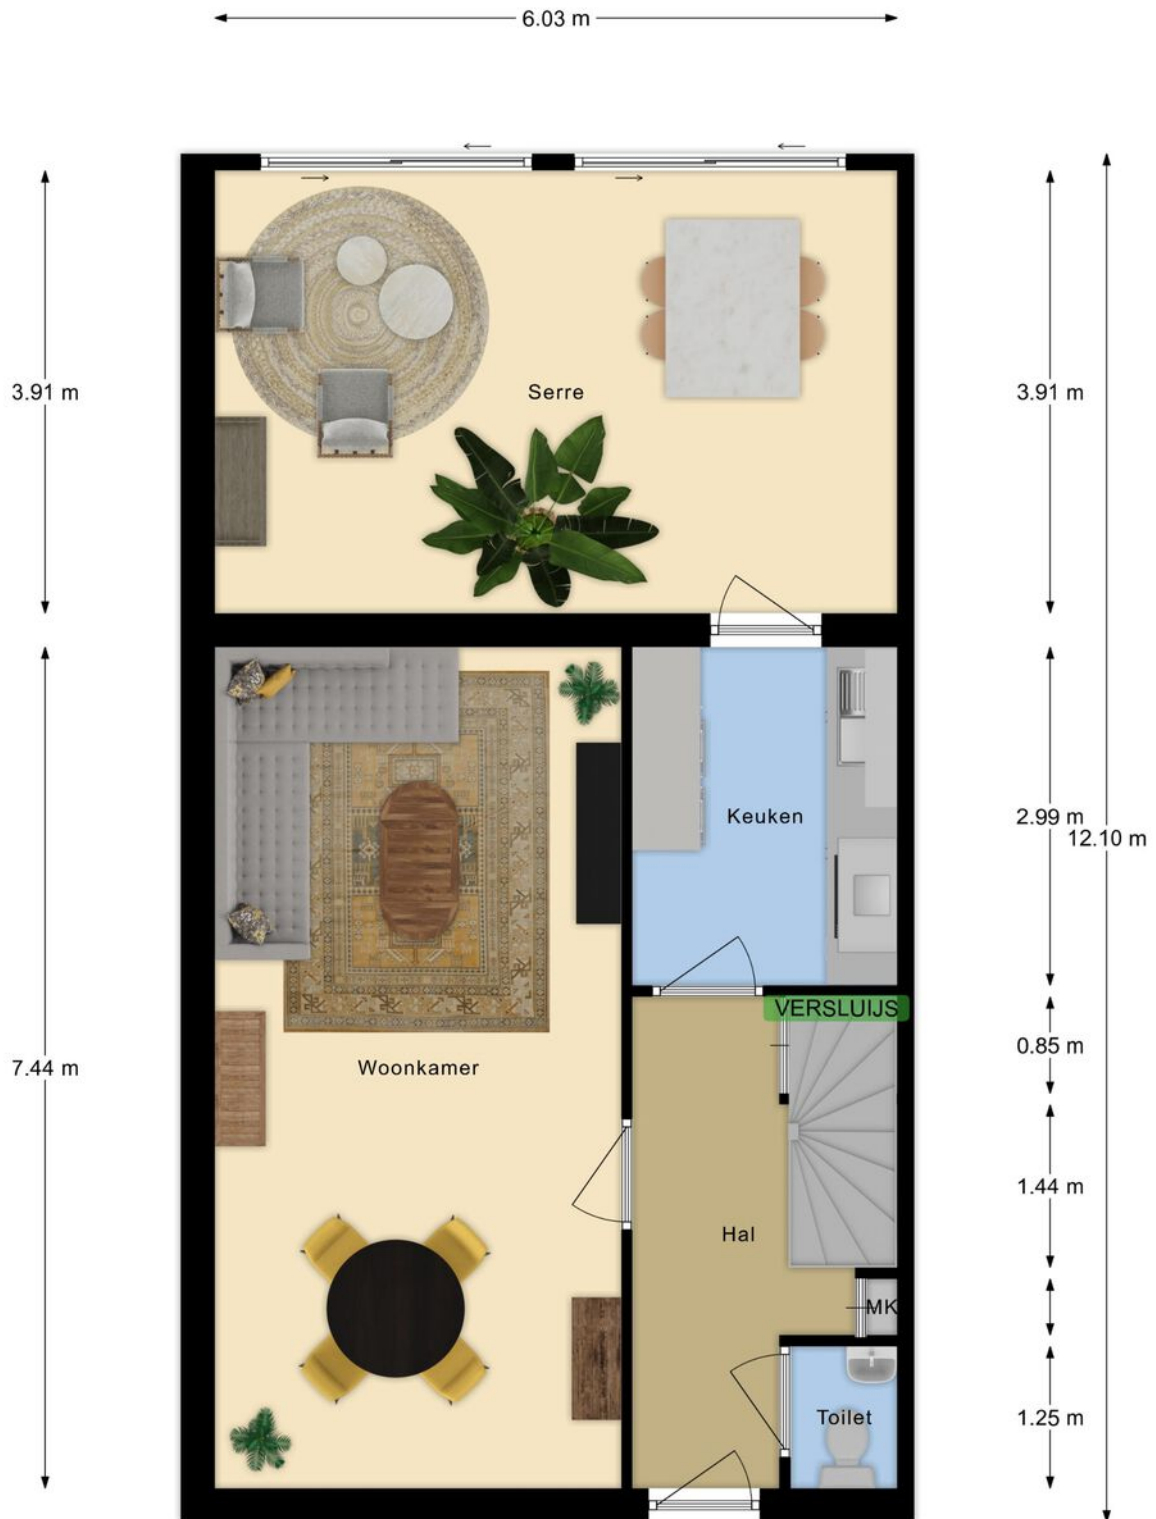 6.03 m
3.91 m
Serre
3.91 m
Keuken
2.99 m
12.10 m
VERSLUIJS
0.85 m
7.44 m
Woonkamer
1.44 m
Hal
MK
Toilet
1.25 m